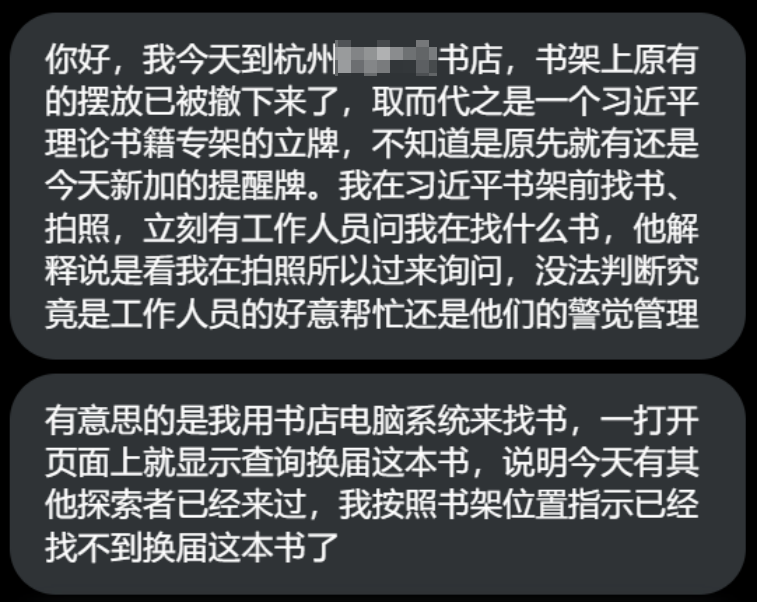 你好，我今天到杭州书店，书架上原有
的摆放已被撤下来了，取而代之是一个习近平
理论书籍专架的立牌，不知道是原先就有还是
今天新加的提醒牌。我在习近平书架前找书、
拍照，立刻有工作人员问我在找什么书，他解
释说是看我在拍照所以过来询问，没法判断究
竟是工作人员的好意帮忙还是他们的警觉管理
有意思的是我用书店电脑系统来找书，一打开
页面上就显示查询换届这本书，说明今天有其
他探索者已经来过，我按照书架位置指示已经
找不到换届这本书了